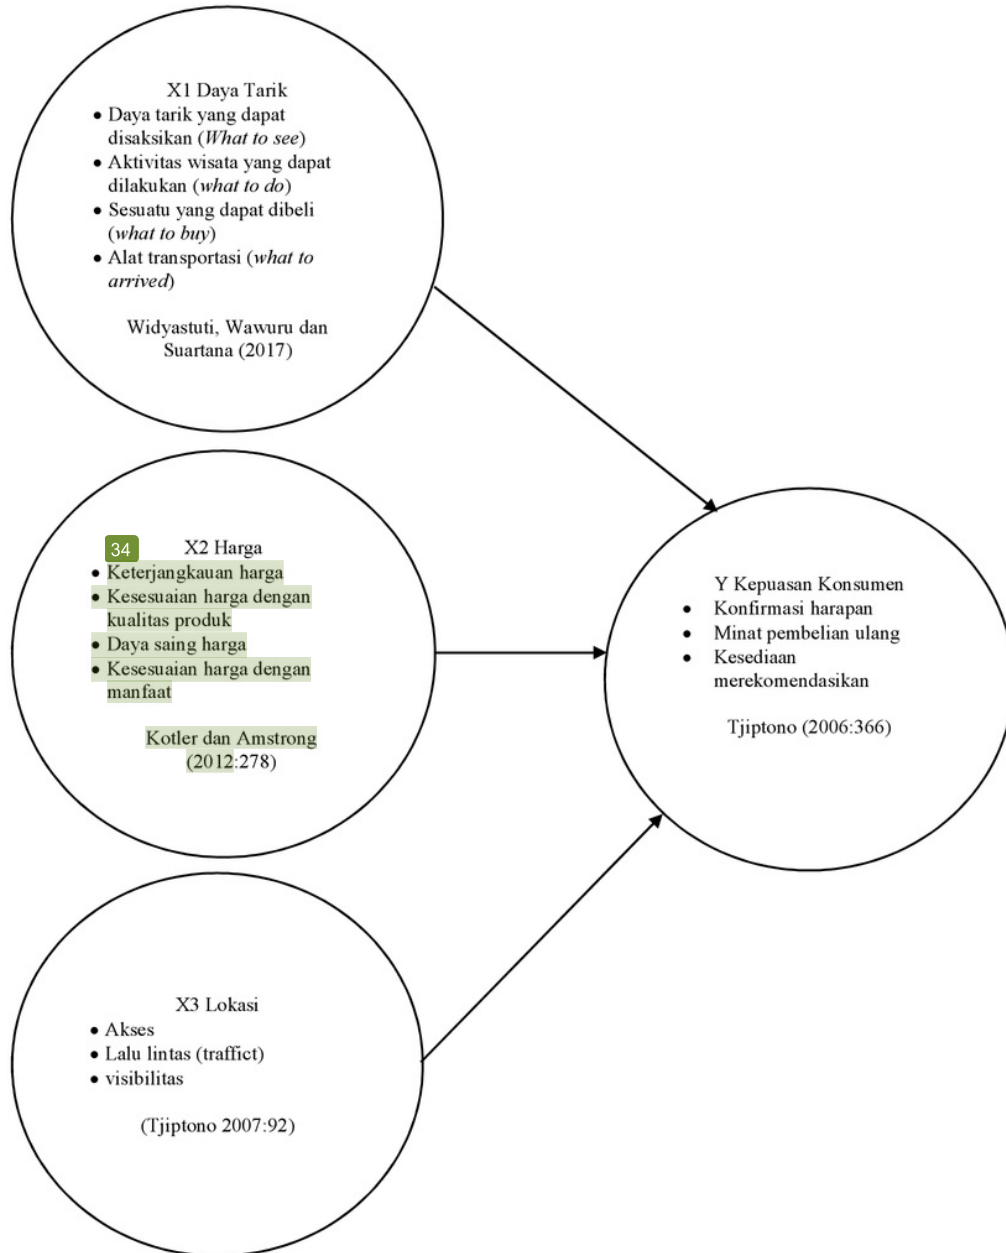 X1 Daya Tarik
• Daya tarik yang dapat
disaksikan (What to see)
• Aktivitas wisata yang dapat
dilakukan (what to do)
• Sesuatu yang dapat dibeli
(what to buy)
• Alat transportasi (what to
arrived)
Widyastuti, Wawuru dan
Suartana (2017)
34
X2 Harga
• Keterjangkauan harga
• Kesesuaian harga dengan
kualitas produk
• Daya saing harga
• Kesesuaian harga dengan
manfaat
Kotler dan Amstrong
(2012:278)
X3 Lokasi
• Akses
• Lalu lintas (traffict)
• visibilitas
(Tjiptono 2007:92)
Y Kepuasan Konsumen
• Konfirmasi harapan
• Minat pembelian ulang
• Kesediaan
merekomendasikan
Tjiptono (2006:366)